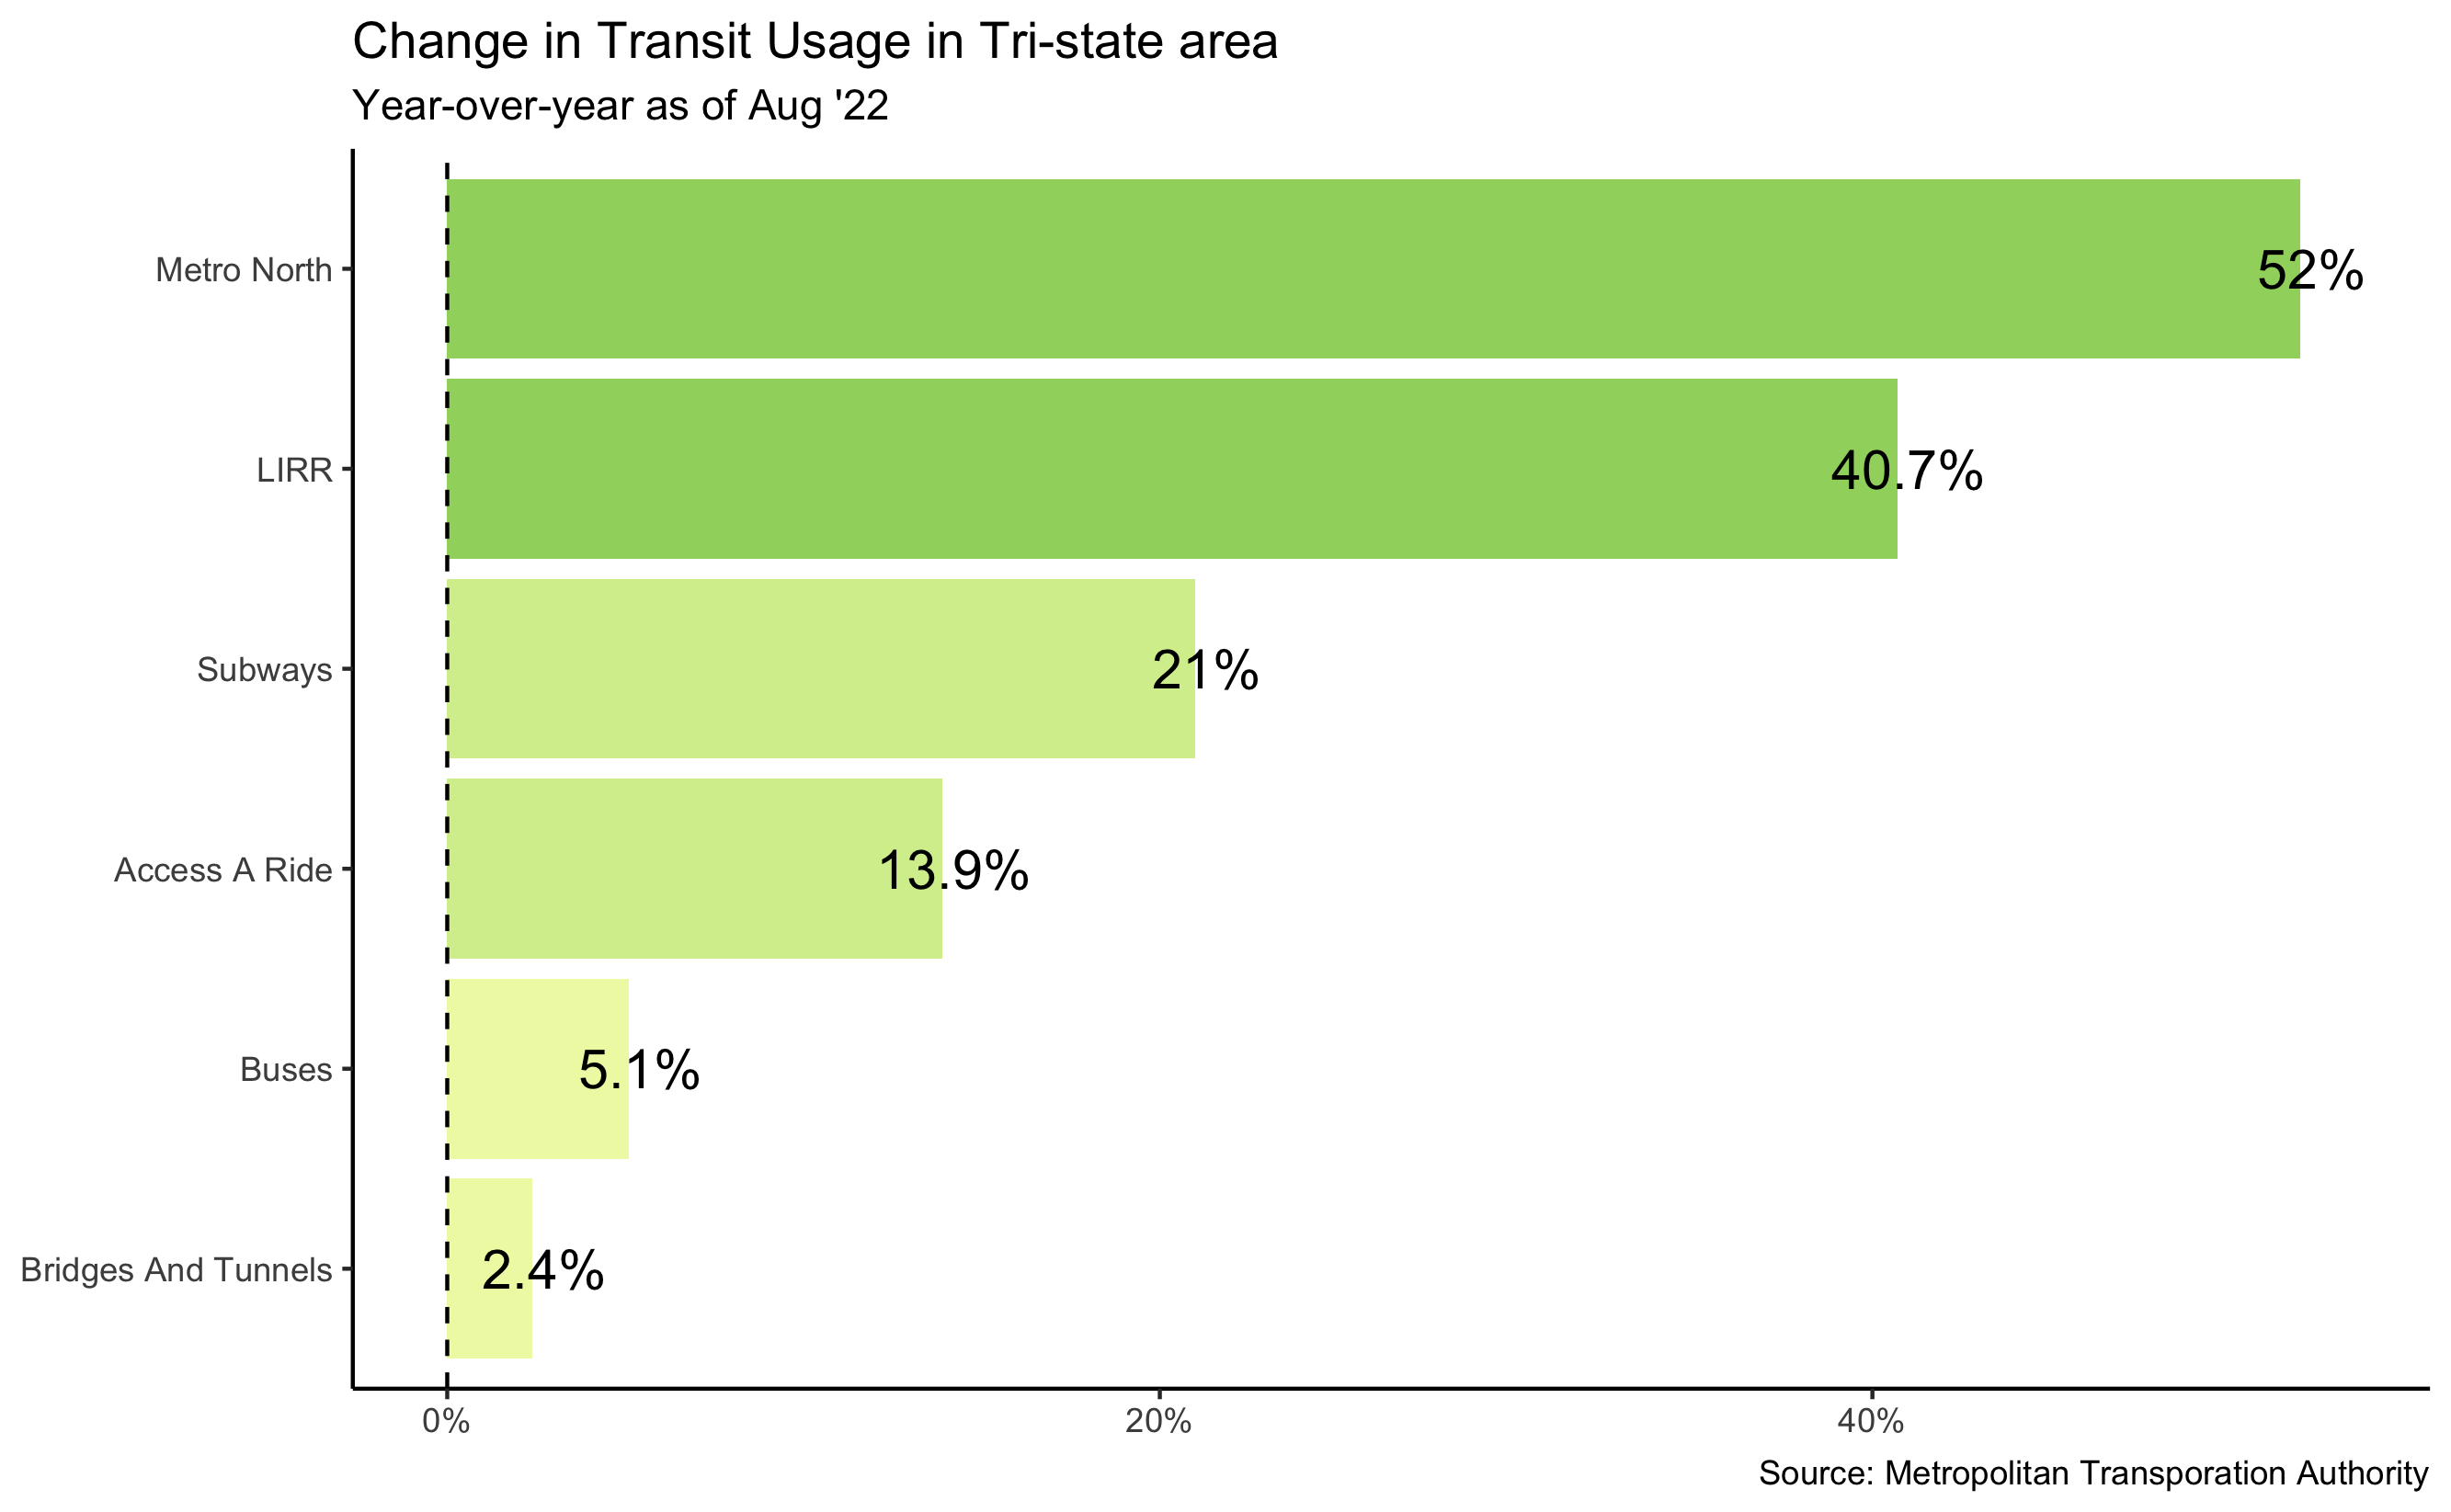 Change in Transit Usage in Tri-state area
Year-over-year as of Aug '22
Metro North
52%
LIRR
40.7%
Subways
21%
Access A Ride
13.9%
Buses
5.1%
Bridges And Tunnels
2.4%
0%
20%
40%
Source: Metropolitan Transporation Authority